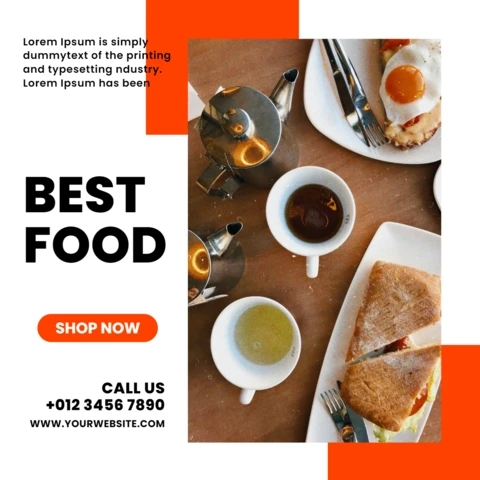 Lorem Ipsum is simply
dummytext of the printing
and typesetting ndustry.
Lorem Ipsum has been
BEST
FOOD
SHOP NOW
CALL US
+012 3456 7890
WWW.YOURWEBSITE.COM